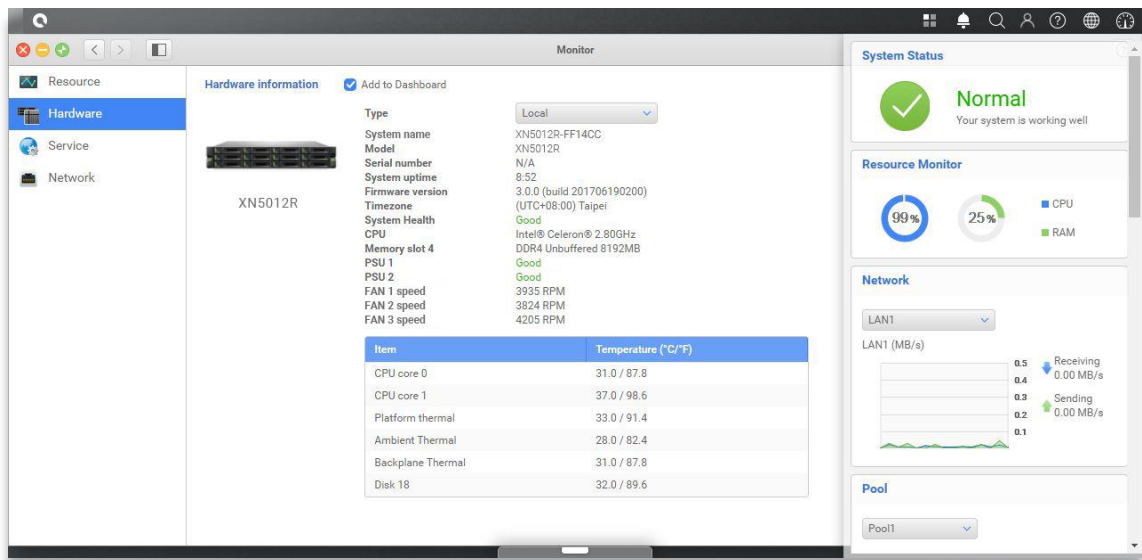 Monitor
Resource
Hardware
Service
Network
Hardware information
Add to Dashboard
XN5012R
Type Local
System name XN5012R-FF14CC
Model XN5012R
Serial number N/A
System uptime 8:52
Firmware version 3.0.0 (build 201706190200)
Timezone (UTC+08:00) Taipei
System Health Good
CPU Intel® Celeron® 2.80GHz
Memory slot 4 DDR4 Unbuffered 8192MB
PSU 1 Good
PSU 2 Good
FAN 1 speed 3935 RPM
FAN 2 speed 3824 RPM
FAN 3 speed 4205 RPM
Item Temperature (°C/°F)
CPU core 0 31.0 / 87.8
CPU core 1 37.0 / 98.6
Platform thermal 33.0 / 91.4
Ambient Thermal 28.0 / 82.4
Backplane Thermal 31.0 / 87.8
Disk 18 32.0 / 89.6
System Status
Normal
Your system is working well
Resource Monitor
99%
25%
CPU
RAM
Network
LAN1
LAN1 (MB/s)
0.5
0.4
0.3
0.2
0.1
Receiving
0.00 MB/s
Sending
0.00 MB/s
Pool
Pool1